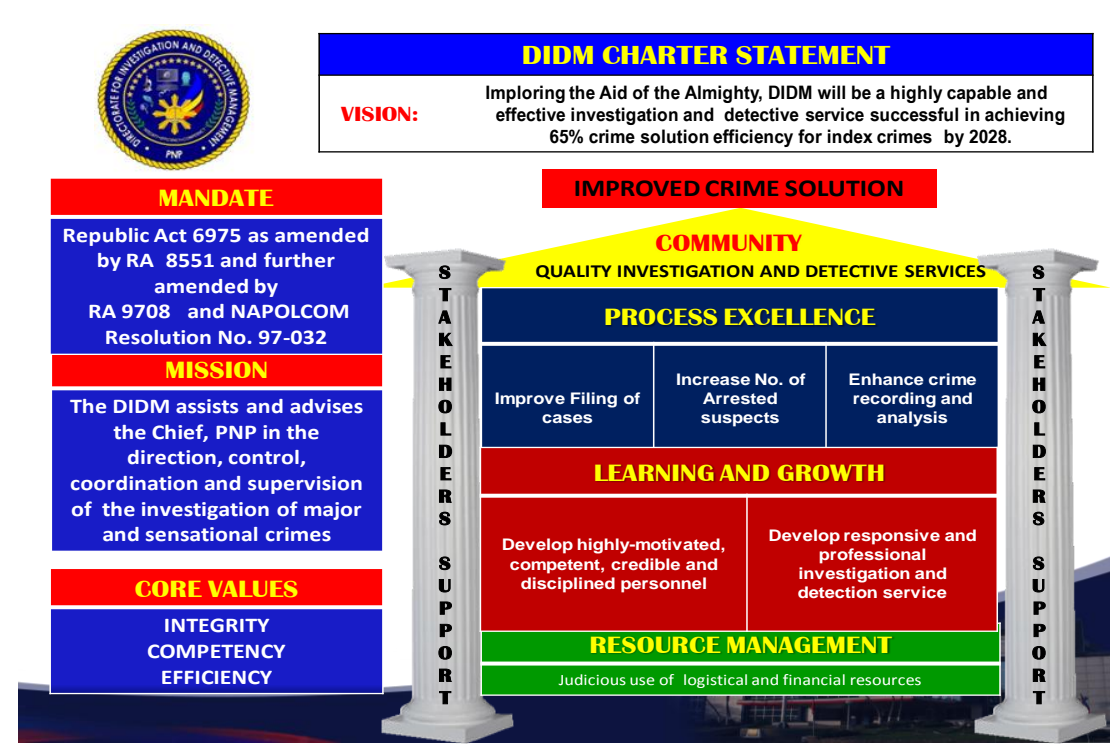 DIRECTORATE FOR INVESTIGATION AND DETECTIVE MANAGEMENT
PNP
DIDM CHARTER STATEMENT
VISION:
Imploring the Aid of the Almighty, DIDM will be a highly capable and
effective investigation and detective service successful in achieving
65% crime solution efficiency for index crimes by 2028.
MANDATE
Republic Act 6975 as amended
by RA 8551 and further
amended by
RA 9708 and NAPOLCOM
Resolution No. 97-032
MISSION
The DIDM assists and advises
the Chief, PNP in the
direction, control,
coordination and supervision
of the investigation of major
and sensational crimes
CORE VALUES
INTEGRITY
COMPETENCY
EFFICIENCY
IMPROVED CRIME SOLUTION
COMMUNITY
QUALITY INVESTIGATION AND DETECTIVE SERVICES
STAKEHOLDERS SUPPORT
PROCESS EXCELLENCE
Improve Filing of
cases
Increase No. of
Arrested
suspects
Enhance crime
recording and
analysis
LEARNING AND GROWTH
Develop highly-motivated,
competent, credible and
disciplined personnel
Develop responsive and
professional
investigation and
detection service
RESOURCE MANAGEMENT
Judicious use of logistical and financial resources
STAKEHOLDERS SUPPORT